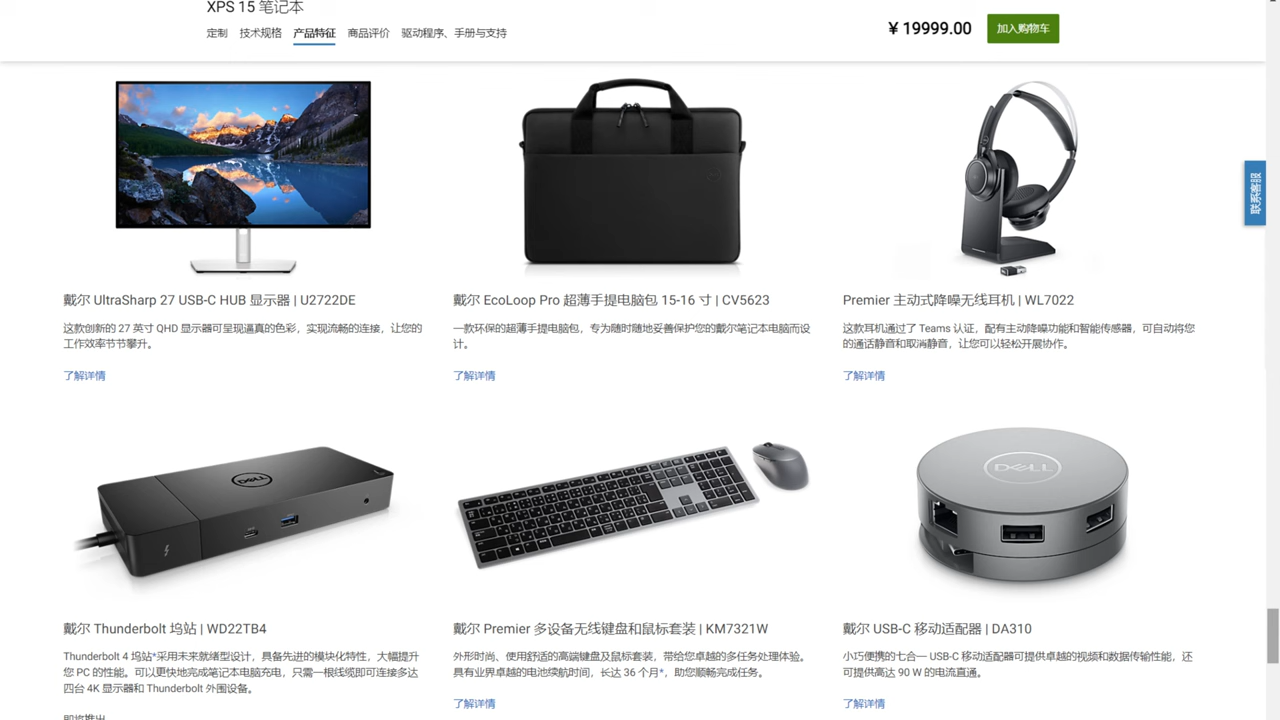 XPS 15 笔记本
定制 技术规格 产品特征 商品评价 驱动程序、手册与支持
¥ 19999.00
加入购物车
联系客服
戴尔 UltraSharp 27 USB-C HUB 显示器 | U2722DE
这款创新的 27 英寸 QHD 显示器可呈现逼真的色彩，实现流畅的连接，让您的
工作效率节节攀升。
了解详情
戴尔 EcoLoop Pro 超薄手提电脑包 15-16 寸 | CV5623
一款环保的超薄手提电脑包，专为随时随地妥善保护您的戴尔笔记本电脑而设
计。
了解详情
Premier 主动式降噪无线耳机 | WL7022
这款耳机通过了 Teams 认证，配有主动降噪功能和智能传感器，可自动将您
的通话静音和取消静音，让您可以轻松开展协作。
了解详情
DELL
DELL
戴尔 Thunderbolt 坞站 | WD22TB4
Thunderbolt 4 坞站*采用未来就绪型设计，具备先进的模块化特性，大幅提升
您 PC 的性能。可以更快地完成笔记本电脑充电，只需一根线缆即可连接多达
四台 4K 显示器和 Thunderbolt 外围设备。
即将推出
戴尔 Premier 多设备无线键盘和鼠标套装 | KM7321W
外形时尚、使用舒适的高端键盘及鼠标套装，带给您卓越的多任务处理体验。
具有业界卓越的电池续航时间，长达 36 个月*，助您顺畅完成任务。
了解详情
戴尔 USB-C 移动适配器 | DA310
小巧便携的七合一 USB-C 移动适配器可提供卓越的视频和数据传输性能，还
可提供高达 90 W 的电流直通。
了解详情